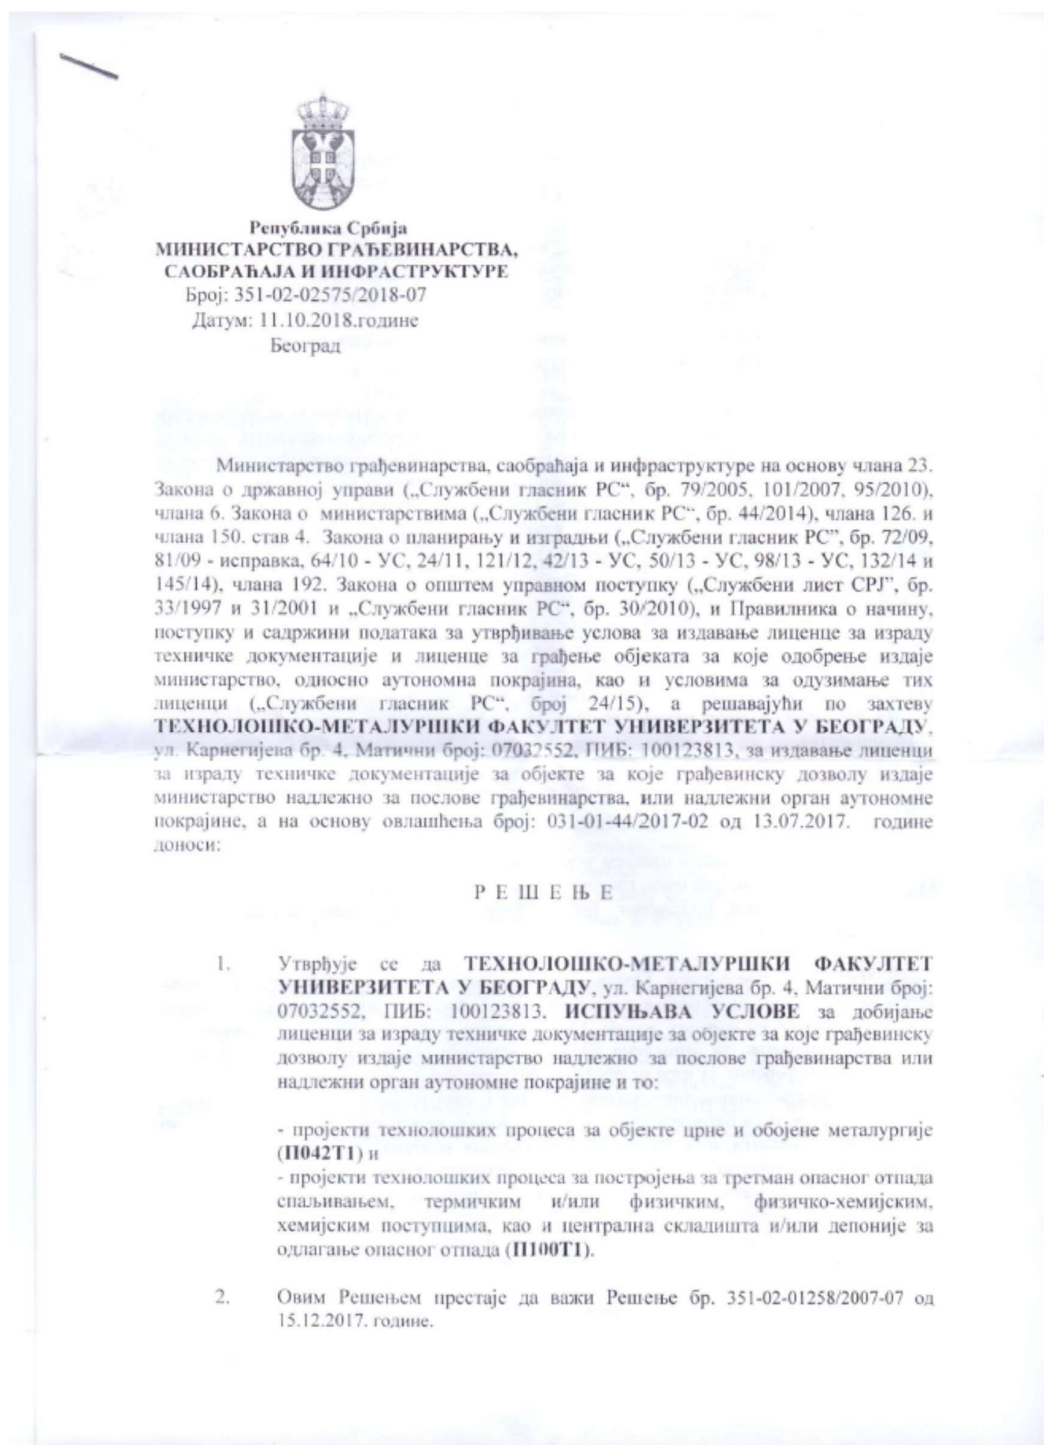 Република Србија
МИНИСТАРСТВО ГРАЂЕВИНАРСТВА,
САОБРАЋАЈА И ИНФРАСТРУКТУРЕ
Број: 351-02-02575/2018-07
Датум: 11.10.2018.године
Београд
Министарство грађевинарства, саобраћаја и инфраструктуре на основу члана 23.
Закона о државној управи („Службени гласник РС“, бр. 79/2005, 101/2007, 95/2010),
члана 6. Закона о министарствима („Службени гласник РС“, бр. 44/2014), члана 126. и
члана 150. став 4. Закона о планирању и изградњи („Службени гласник РС”, бр. 72/09,
81/09 - исправка, 64/10 - УС, 24/11, 121/12, 42/13 - УС, 50/13 - УС, 98/13 - УС, 132/14 и
145/14), члана 192. Закона о општем управном поступку („Службени лист СРЈ”, бр.
33/1997 и 31/2001 и „Службени гласник РС“, бр. 30/2010), и Правилника о начину,
поступку и садржини података за утврђивање услова за издавање лиценце за израду
техничке документације и лиценце за грађење објеката за које одобрење издаје
министарство, односно аутономна покрајина, као и условима за одузимање тих
лиценци („Службени гласник РС“, број 24/15), а решавајући по захтеву
ТЕХНОЛОШКО-МЕТАЛУРШКИ ФАКУЛТЕТ УНИВЕРЗИТЕТА У БЕОГРАДУ,
ул. Карнегијева бр. 4, Матични број: 07032552, ПИБ: 100123813, за издавање лиценци
за израду техничке документације за објекте за које грађевинску дозволу издаје
министарство надлежно за послове грађевинарства, или надлежни орган аутономне
покрајине, а на основу овлашћења број: 031-01-44/2017-02 од 13.07.2017. године
доноси:
Р Е Ш Е Њ Е
1. Утврђује се да ТЕХНОЛОШКО-МЕТАЛУРШКИ ФАКУЛТЕТ
УНИВЕРЗИТЕТА У БЕОГРАДУ, ул. Карнегијева бр. 4, Матични број:
07032552, ПИБ: 100123813, ИСПУЊАВА УСЛОВЕ за добијање
лиценци за израду техничке документације за објекте за које грађевинску
дозволу издаје министарство надлежно за послове грађевинарства или
надлежни орган аутономне покрајине и то:
- пројекти технолошких процеса за објекте црне и обојене металургије
(П042Т1) и
- пројекти технолошких процеса за постројења за третман опасног отпада
спаљивањем, термичким и/или физичким, физичко-хемијским,
хемијским поступцима, као и централна складишта и/или депоније за
одлагање опасног отпада (П100Т1).
2. Овим Решењем престаје да важи Решење бр. 351-02-01258/2007-07 од
15.12.2017. године.